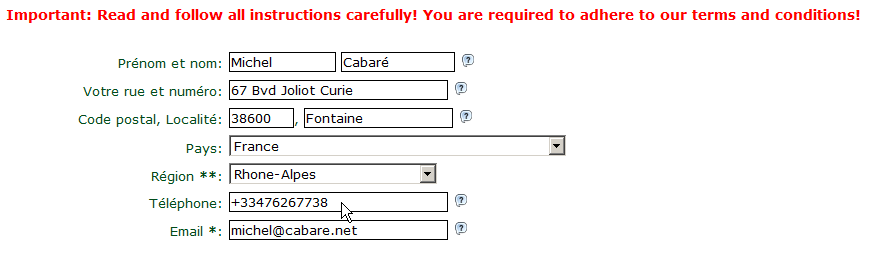 Important: Read and follow all instructions carefully! You are required to adhere to our terms and conditions!
Prénom et nom: Michel Cabaré ?
Votre rue et numéro: 67 Bvd Joliot Curie ?
Code postal, Localité: 38600, Fontaine ?
Pays: France
Région **: Rhone-Alpes
Téléphone: +33476267738 ?
Email *: michel@cabare.net ?